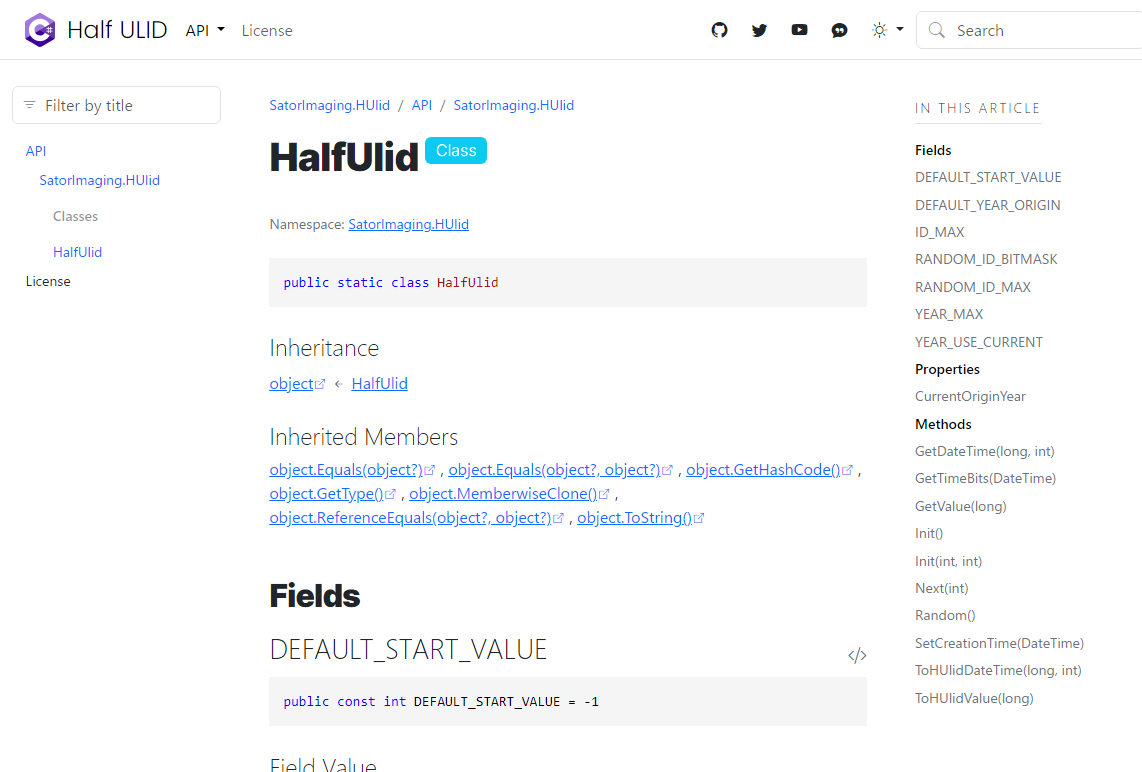 Half ULID
API
License
Search
Filter by title
API
SatorImaging.HUlid
Classes
HalfUlid
License
SatorImaging.HUlid / API / SatorImaging.HUlid
HalfUlid Class
Namespace: SatorImaging.HUlid
public static class HalfUlid
Inheritance
object ← HalfUlid
Inherited Members
object.Equals(object?) , object.Equals(object?, object?) , object.GetHashCode() ,
object.GetType() , object.MemberwiseClone() ,
object.ReferenceEquals(object?, object?) , object.ToString()
Fields
DEFAULT_START_VALUE
</>
public const int DEFAULT_START_VALUE = -1
Field Value
IN THIS ARTICLE
Fields
DEFAULT_START_VALUE
DEFAULT_YEAR_ORIGIN
ID_MAX
RANDOM_ID_BITMASK
RANDOM_ID_MAX
YEAR_MAX
YEAR_USE_CURRENT
Properties
CurrentOriginYear
Methods
GetDateTime(long, int)
GetTimeBits(DateTime)
GetValue(long)
Init()
Init(int, int)
Next(int)
Random()
SetCreationTime(DateTime)
ToHUlidDateTime(long, int)
ToHUlidValue(long)